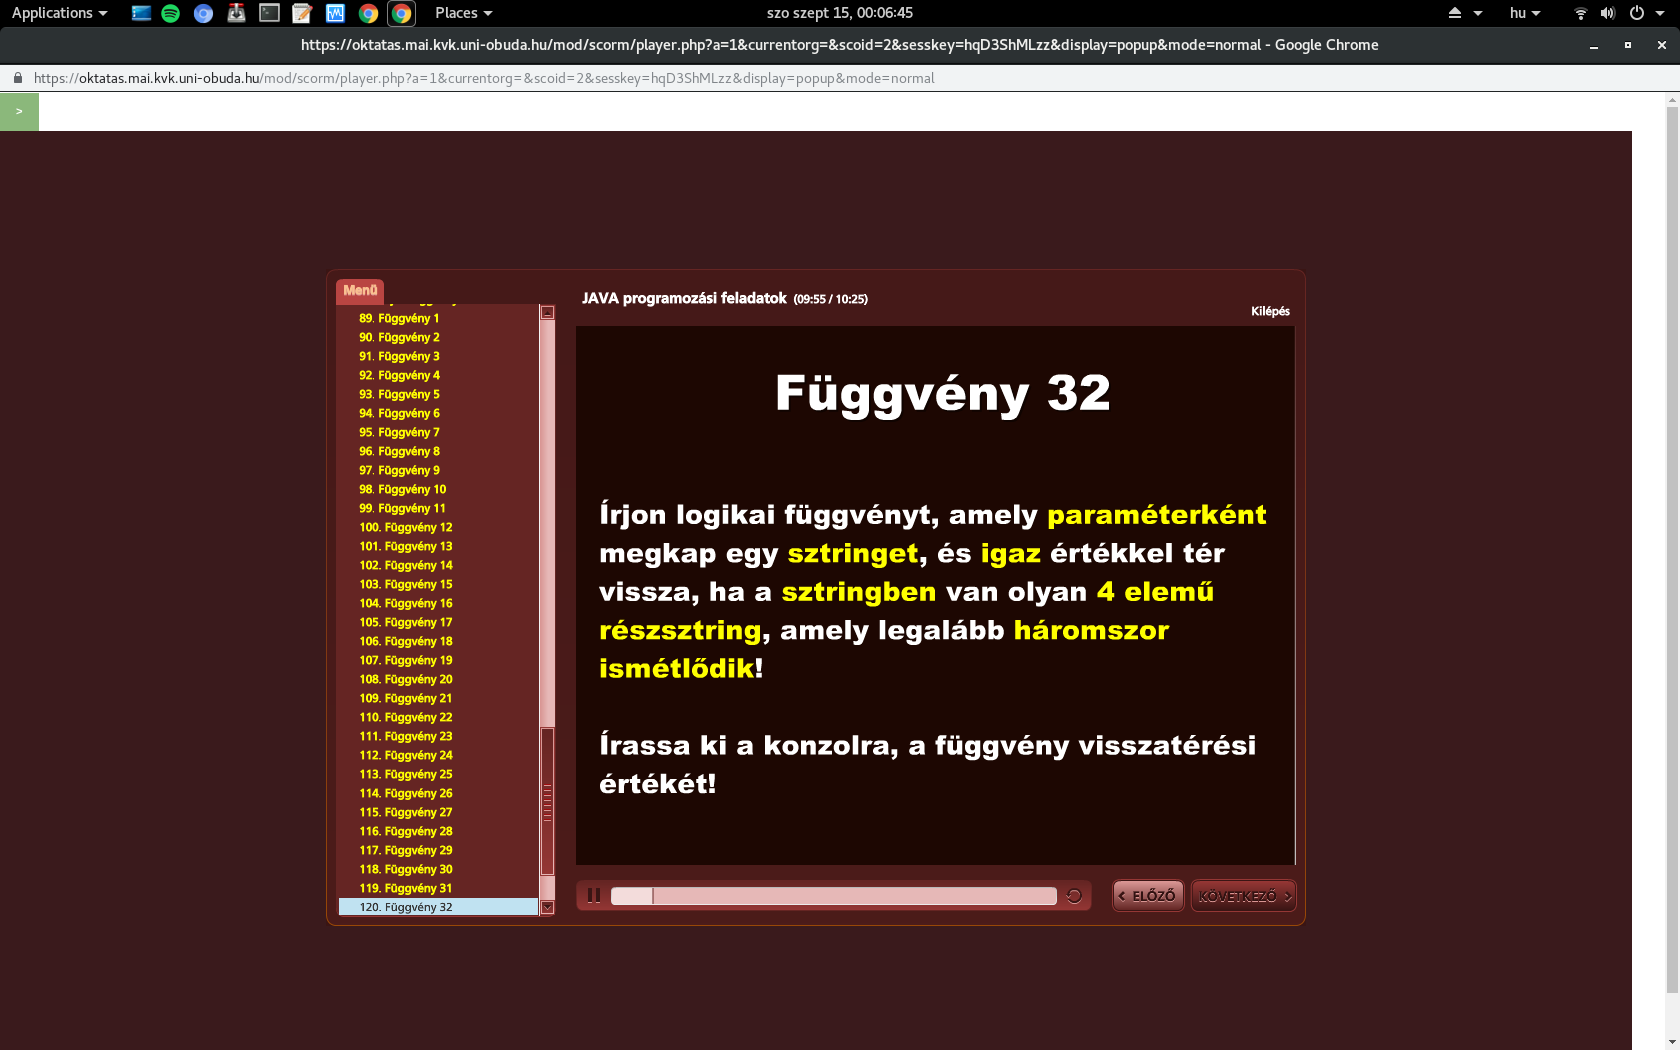 Applications
Places
szo szept 15, 00:06:45
hu
https://oktatas.mai.kvk.uni-obuda.hu/mod/scorm/player.php?a=1&currentorg=&scoid=2&sesskey=hqD3ShMLzz&display=popup&mode=normal - Google Chrome
https://oktatas.mai.kvk.uni-obuda.hu/mod/scorm/player.php?a=1&currentorg=&scoid=2&sesskey=hqD3ShMLzz&display=popup&mode=normal
>
Menü
89. Függvény 1
90. Függvény 2
91. Függvény 3
92. Függvény 4
93. Függvény 5
94. Függvény 6
95. Függvény 7
96. Függvény 8
97. Függvény 9
98. Függvény 10
99. Függvény 11
100. Függvény 12
101. Függvény 13
102. Függvény 14
103. Függvény 15
104. Függvény 16
105. Függvény 17
106. Függvény 18
107. Függvény 19
108. Függvény 20
109. Függvény 21
110. Függvény 22
111. Függvény 23
112. Függvény 24
113. Függvény 25
114. Függvény 26
115. Függvény 27
116. Függvény 28
117. Függvény 29
118. Függvény 30
119. Függvény 31
120. Függvény 32
JAVA programozási feladatok (09:55 / 10:25)
Kilépés
Függvény 32
Írjon logikai függvényt, amely paraméterként
megkap egy sztringet, és igaz értékkel tér
vissza, ha a sztringben van olyan 4 elemű
részsztring, amely legalább háromszor
ismétlődik!
Írassa ki a konzolra, a függvény visszatérési
értékét!
< ELŐZŐ
KÖVETKEZŐ >